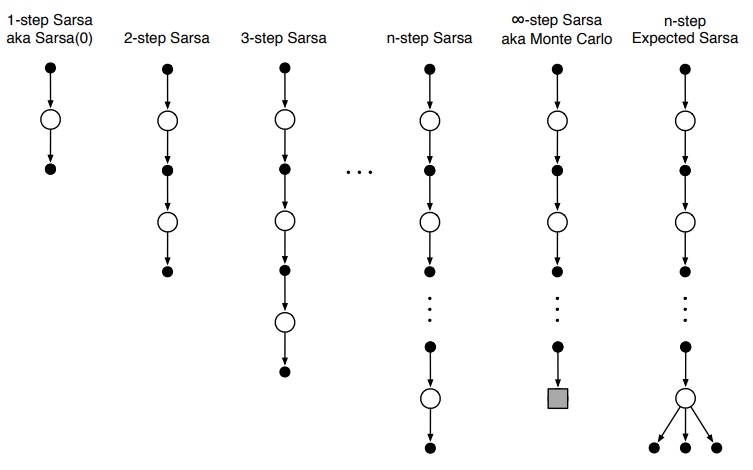 1-step Sarsa
aka Sarsa(0)
2-step Sarsa
3-step Sarsa
n-step Sarsa
∞-step Sarsa
aka Monte Carlo
n-step
Expected Sarsa